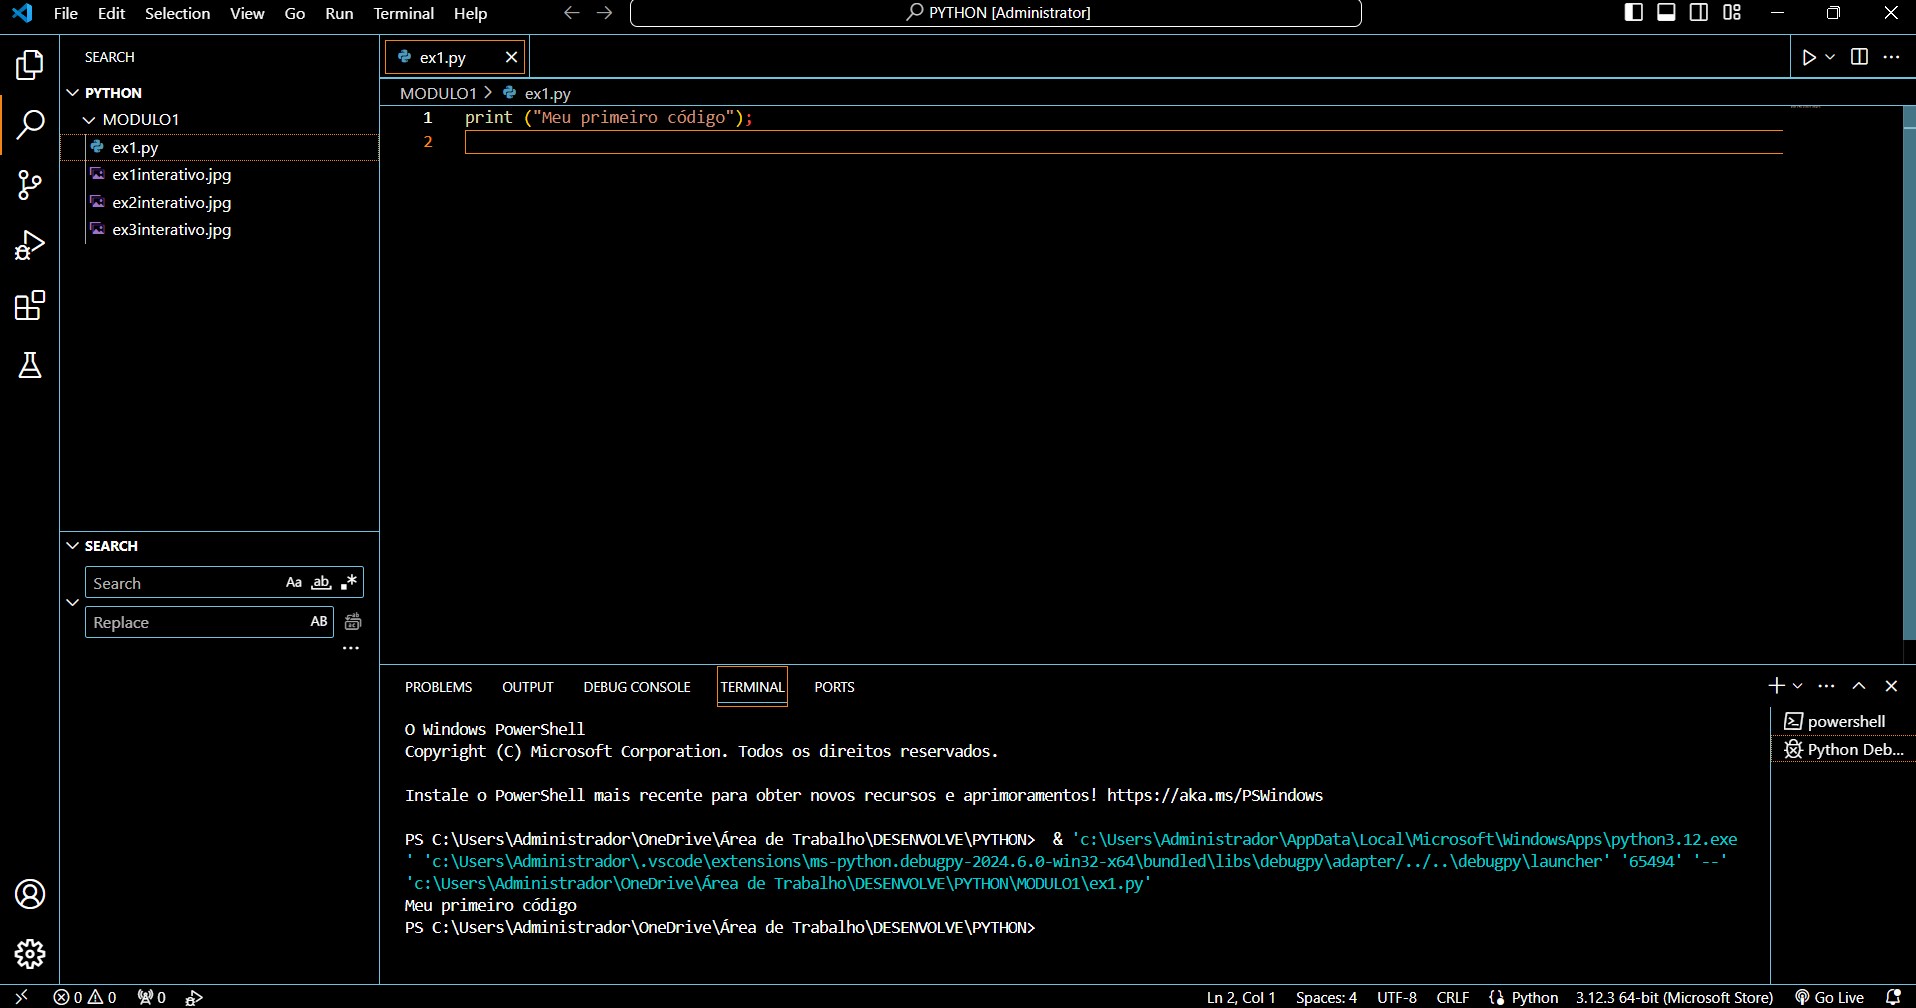 File Edit Selection View Go Run Terminal Help
PYTHON [Administrator]
SEARCH
PYTHON
MODULO1
ex1.py
ex1interativo.jpg
ex2interativo.jpg
ex3interativo.jpg
SEARCH
Search Aa ab .*
Replace AB
ex1.py
MODULO1 > ex1.py
1 print ("Meu primeiro código");
2
PROBLEMS OUTPUT DEBUG CONSOLE TERMINAL PORTS
O Windows PowerShell
Copyright (C) Microsoft Corporation. Todos os direitos reservados.
Instale o PowerShell mais recente para obter novos recursos e aprimoramentos! https://aka.ms/PSWindows
PS C:\Users\Administrador\OneDrive\Área de Trabalho\DESENVOLVE\PYTHON>  & 'c:\Users\Administrador\AppData\Local\Microsoft\WindowsApps\python3.12.exe
' 'c:\Users\Administrador\.vscode\extensions\ms-python.debugpy-2024.6.0-win32-x64\bundled\libs\debugpy\adapter/../..\debugpy\launcher' '65494' '--'
'c:\Users\Administrador\OneDrive\Área de Trabalho\DESENVOLVE\PYTHON\MODULO1\ex1.py'
Meu primeiro código
PS C:\Users\Administrador\OneDrive\Área de Trabalho\DESENVOLVE\PYTHON>
powershell
Python Deb...
0 0 0 Ln 2, Col 1 Spaces: 4 UTF-8 CRLF Python 3.12.3 64-bit (Microsoft Store) Go Live